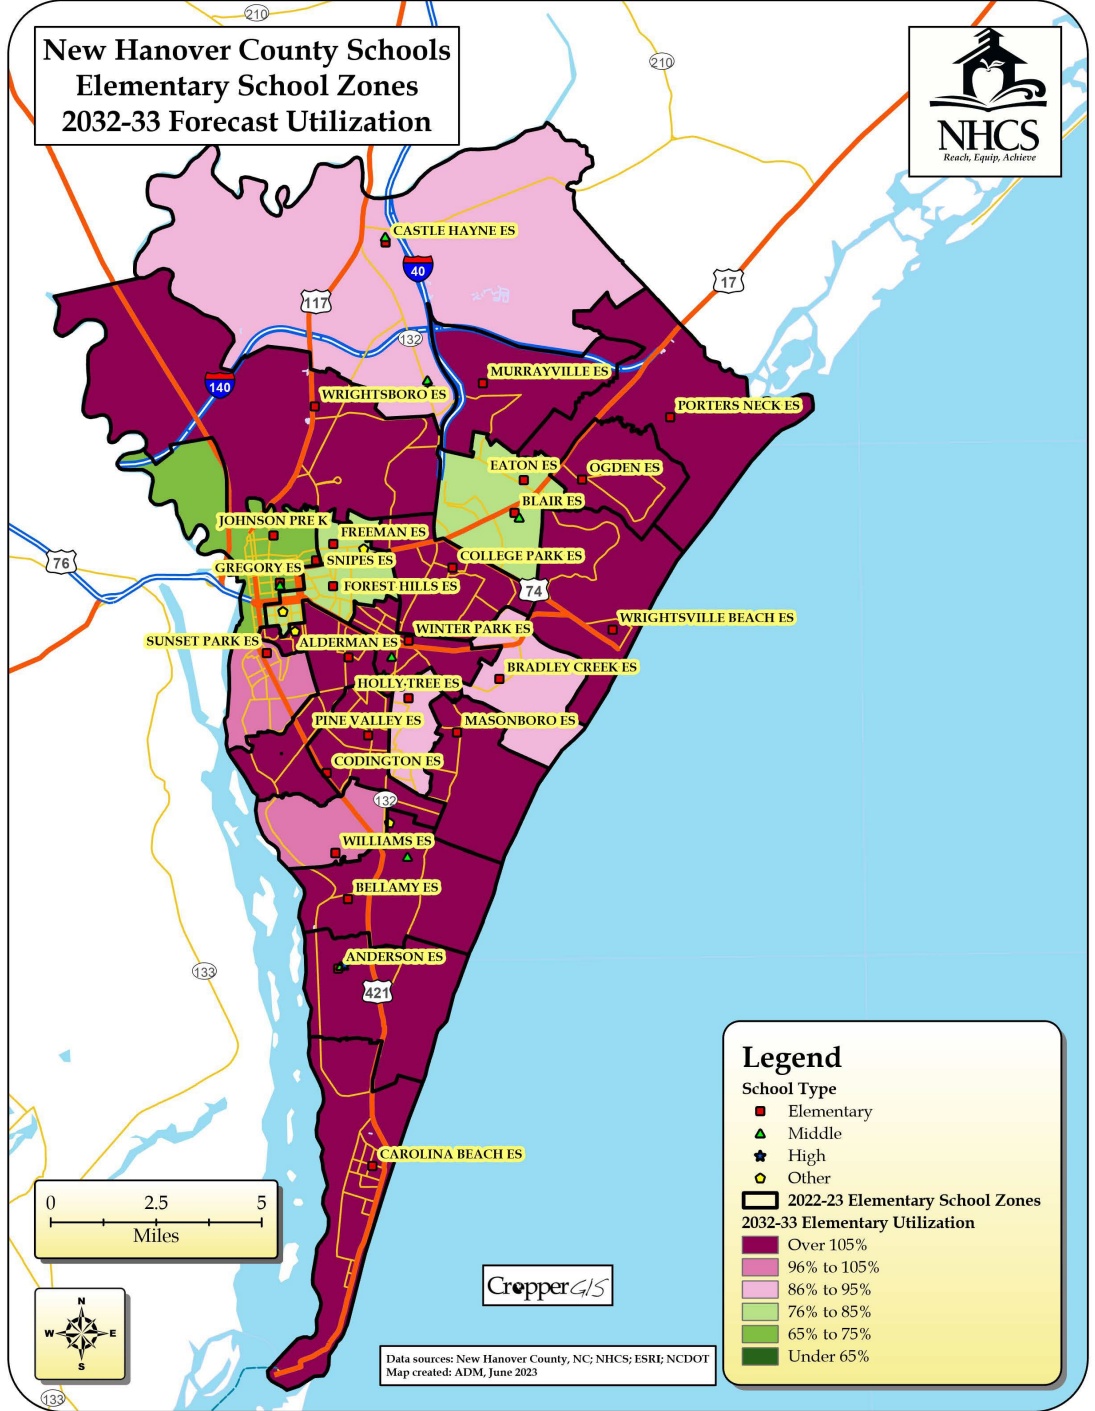 210
New Hanover County Schools
Elementary School Zones
2032-33 Forecast Utilization
210
NHCS
Reach, Equip, Achieve
CASTLE HAYNE ES
40
17
117
132
MURRAYVILLE ES
140
WRIGHTSBORO ES
PORTERS NECK ES
EATON ES
OGDEN ES
BLAIR ES
JOHNSON PRE K
FREEMAN ES
76
SNIPES ES
COLLEGE PARK ES
GREGORY ES
FOREST HILLS ES
74
WRIGHTSVILLE BEACH ES
WINTER PARK ES
SUNSET PARK ES
ALDERMAN ES
BRADLEY CREEK ES
HOLLY TREE ES
PINE VALLEY ES
MASONBORO ES
CODINGTON ES
132
WILLIAMS ES
BELLAMY ES
ANDERSON ES
133
421
CAROLINA BEACH ES
Legend
School Type
Elementary
Middle
High
Other
2022-23 Elementary School Zones
2032-33 Elementary Utilization
Over 105%
96% to 105%
86% to 95%
76% to 85%
65% to 75%
Under 65%
0 2.5 5
Miles
N
W E
S
CropperGIS
Data sources: New Hanover County, NC; NHCS; ESRI; NCDOT
Map created: ADM, June 2023
133